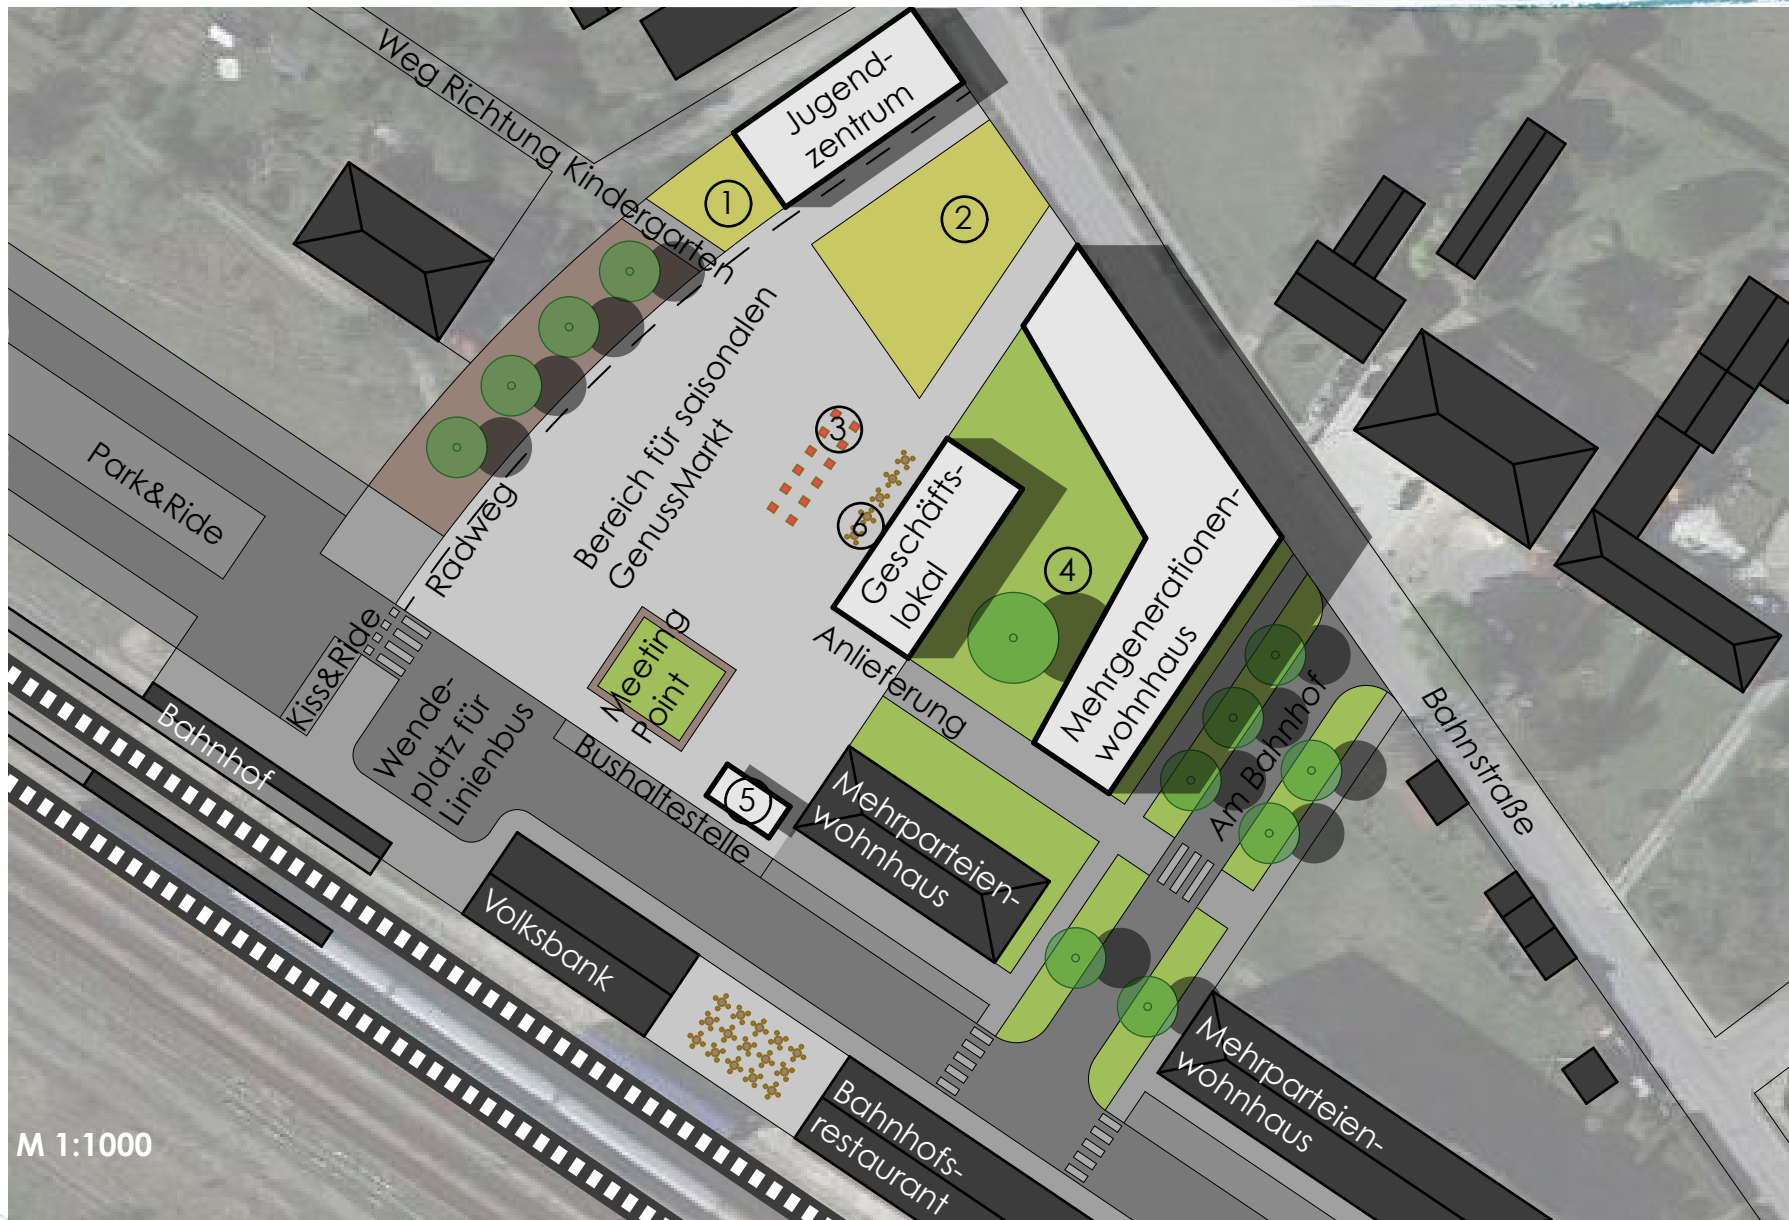 Weg Richtung Kindergarten
Jugend-
zentrum
1
2
Bereich für saisonalen
GenussMarkt
3
6
Geschäfts-
lokal
4
Mehrgenerationen-
wohnhaus
Park&Ride
Radweg
Kiss&Ride
Meeting
Point
Anlieferung
Bahnhof
Wende-
platz für
Linienbus
Bushaltestelle
5
Mehrparteien-
wohnhaus
Am Bahnhof
Bahnstraße
Volksbank
Bahnhofs-
restaurant
Mehrparteien-
wohnhaus
M 1:1000